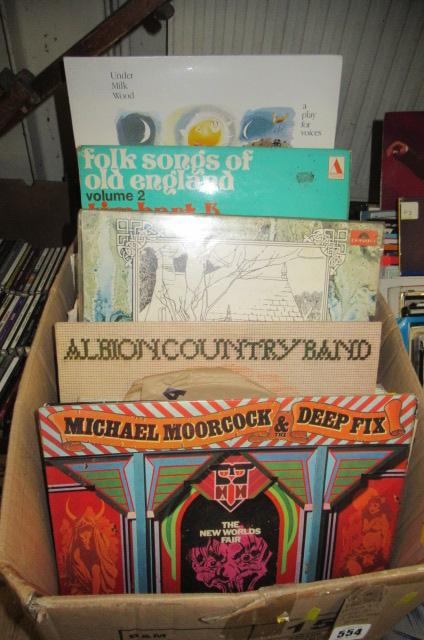 Under
Milk
Wood
a
play
for
voices
folk songs of
old england
volume 2
ALBION COUNTRY BAND
MICHAEL MOORCOCK & THE DEEP FIX
THE
NEW WORLDS
FAIR
554